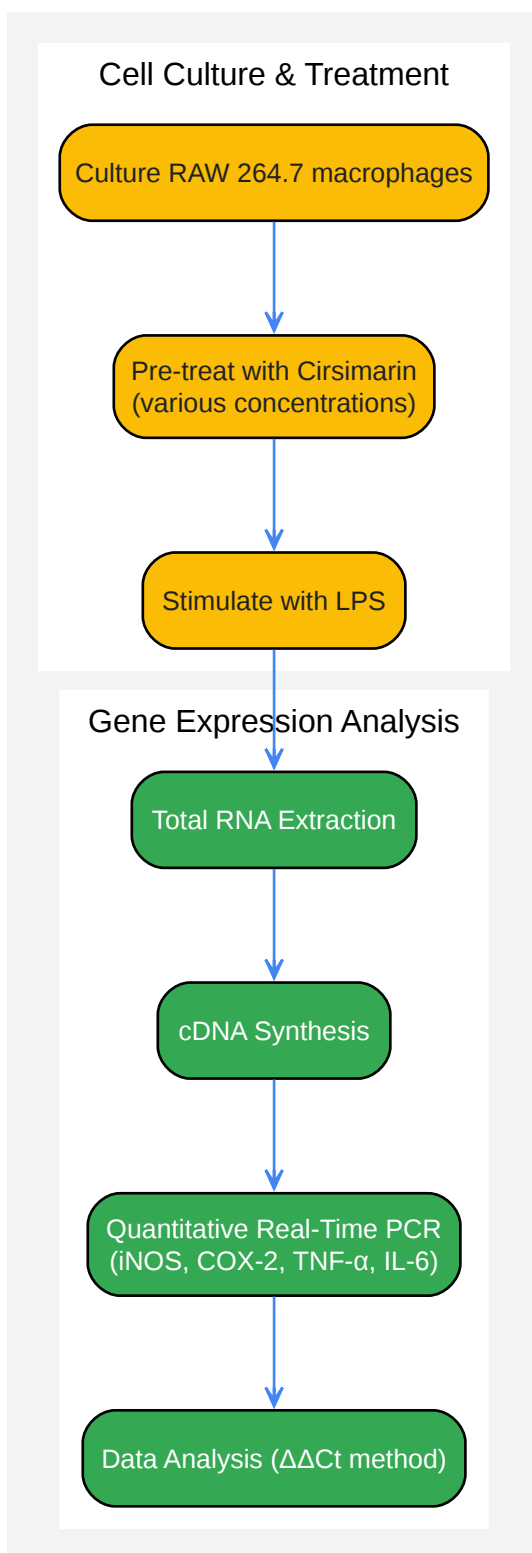 Cell Culture & Treatment
Culture RAW 264.7 macrophages
Pre-treat with Cirsimarin
(various concentrations)
Stimulate with LPS
Gene Expression Analysis
Total RNA Extraction
cDNA Synthesis
Quantitative Real-Time PCR
(iNOS, COX-2, TNF-α, IL-6)
Data Analysis (ΔΔCt method)